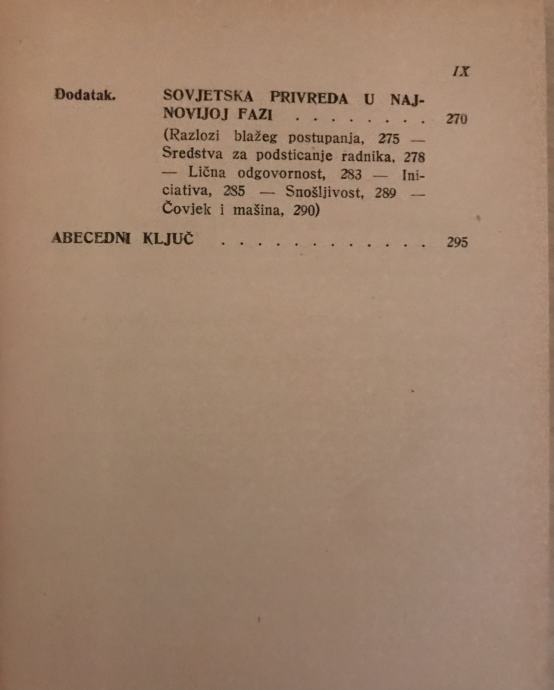 IX
Dodatak. SOVJETSKA PRIVREDA U NAJ-
NOVIJOJ FAZI . . . . . . . . 270
(Razlozi blažeg postupanja, 275 —
Sredstva za podsticanje radnika, 278
— Lična odgovornost, 283 — Ini-
ciativa, 285 — Snošljivost, 289 —
Čovjek i mašina, 290)
ABECEDNI KLJUČ . . . . . . . . . . . . 295